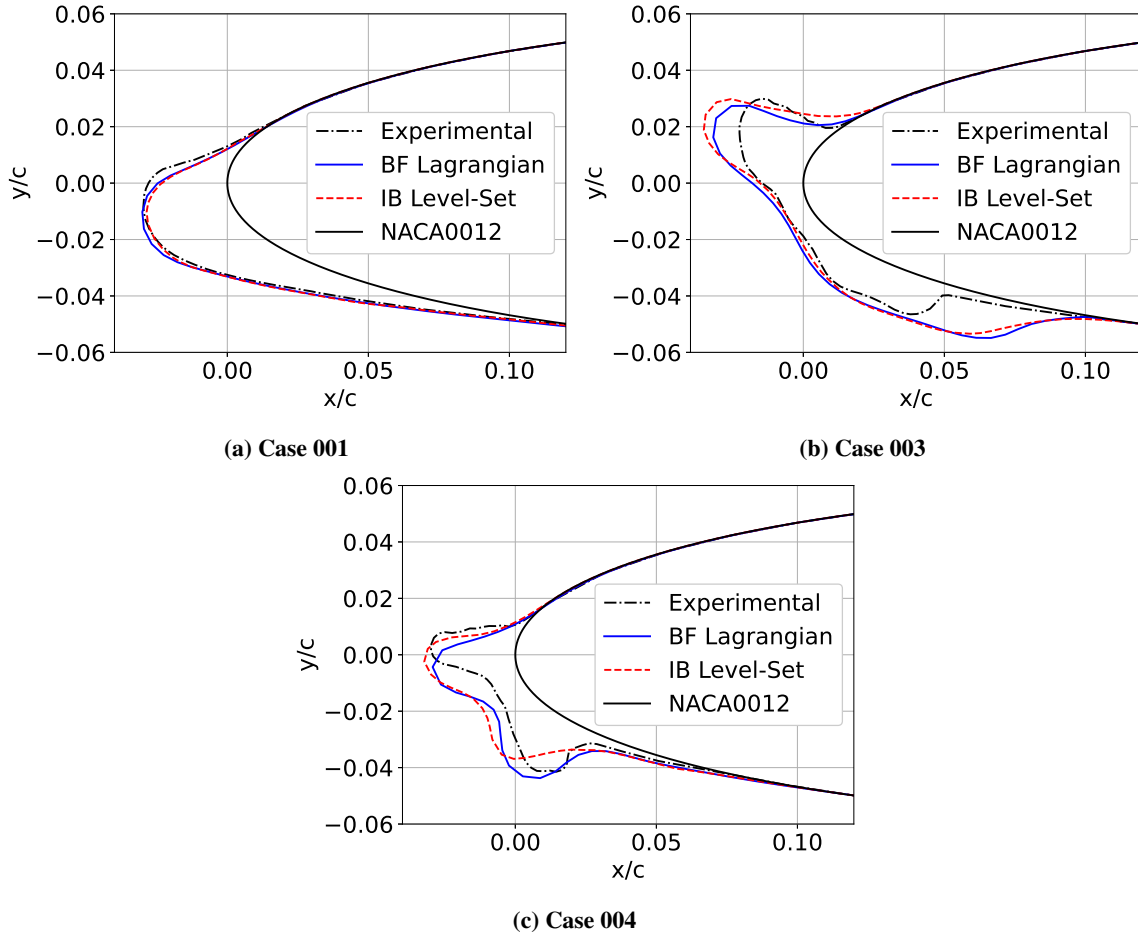 0.06
0.04
0.02
0.00
−0.02
−0.04
−0.06
y/c
0.00
0.05
0.10
x/c
Experimental
BF Lagrangian
IB Level-Set
NACA0012
(a) Case 001
0.06
0.04
0.02
0.00
−0.02
−0.04
−0.06
y/c
0.00
0.05
0.10
x/c
Experimental
BF Lagrangian
IB Level-Set
NACA0012
(b) Case 003
0.06
0.04
0.02
0.00
−0.02
−0.04
−0.06
y/c
0.00
0.05
0.10
x/c
Experimental
BF Lagrangian
IB Level-Set
NACA0012
(c) Case 004